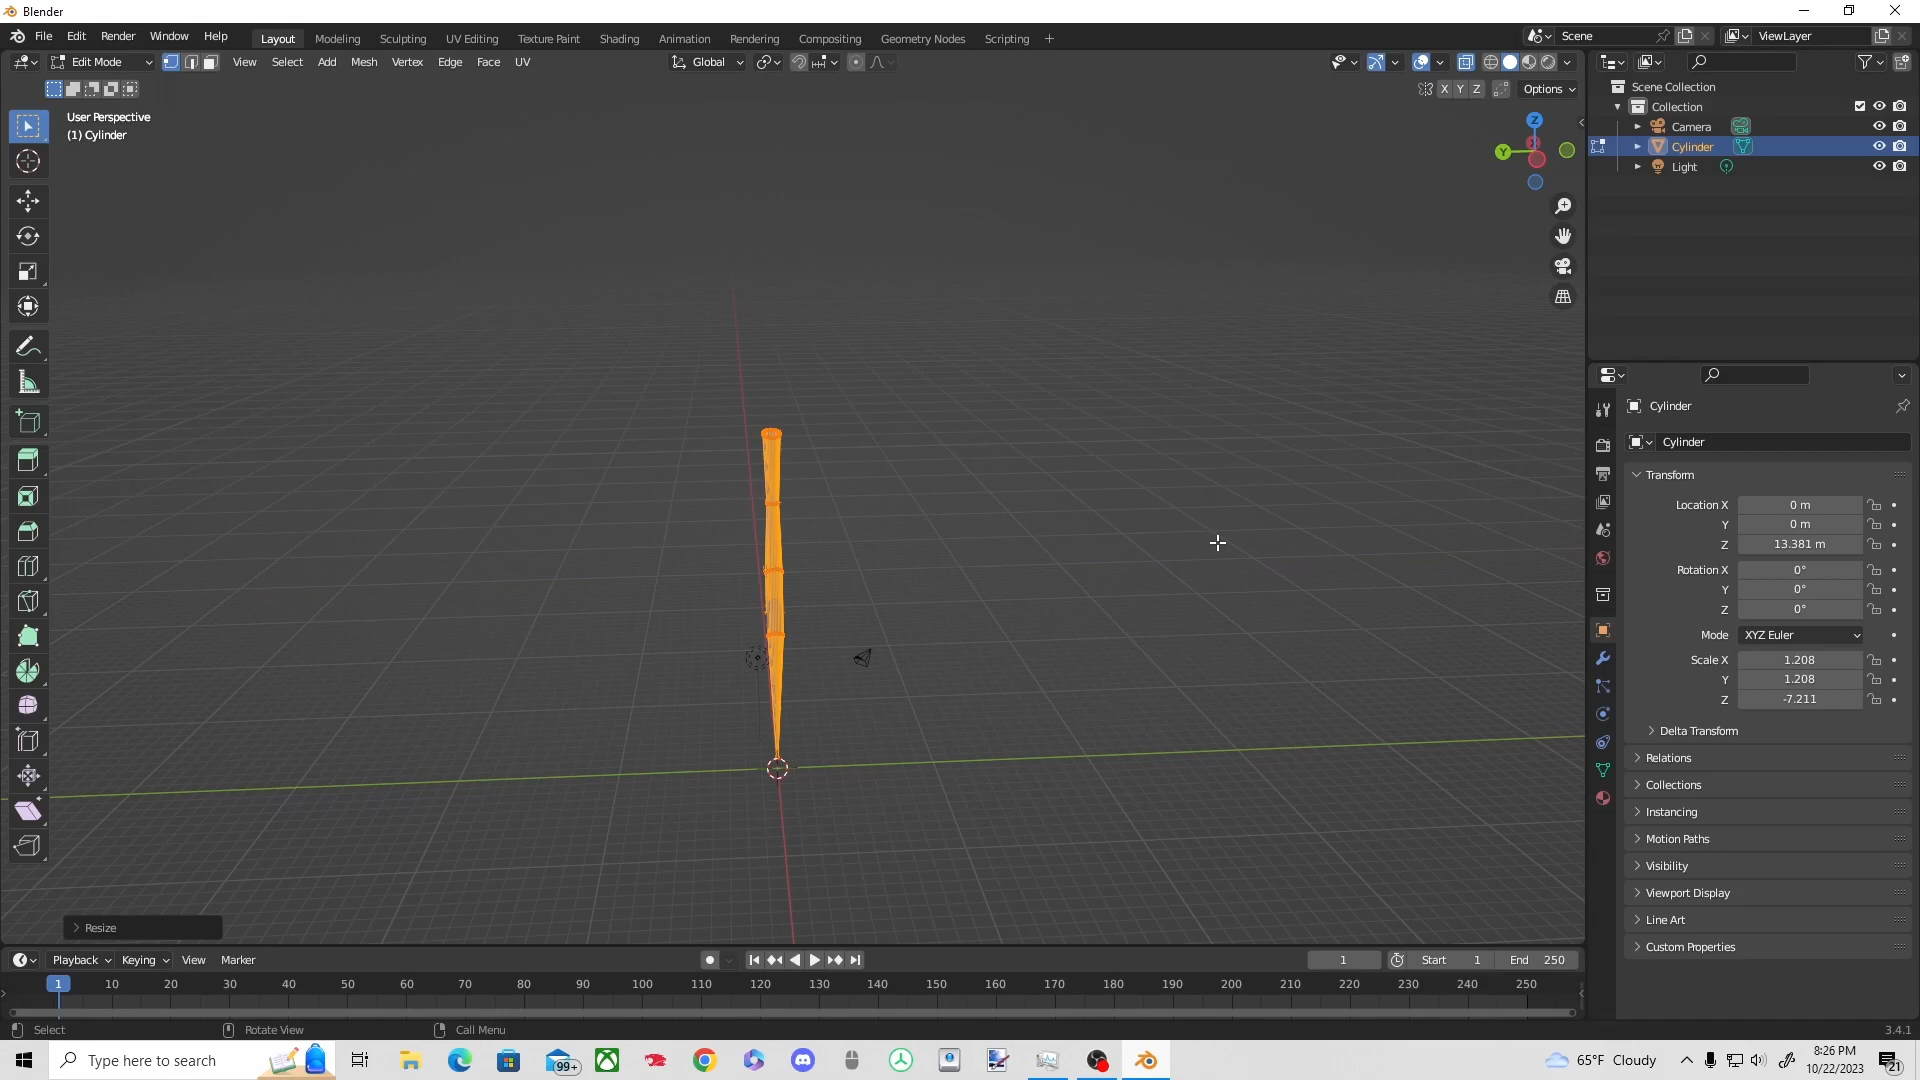 Blender
File Edit Render Window Help
Layout Modeling Sculpting UV Editing Texture Paint Shading Animation Rendering Compositing Geometry Nodes Scripting +
Scene
ViewLayer
Edit Mode
View Select Add Mesh Vertex Edge Face UV
Global
X Y Z
Options
User Perspective
(1) Cylinder
Z
Y
Scene Collection
Collection
Camera
Cylinder
Light
Cylinder
Cylinder
Transform
Location X 0 m
Y 0 m
Z 13.381 m
Rotation X 0°
Y 0°
Z 0°
Mode XYZ Euler
Scale X 1.208
Y 1.208
Z -7.211
Delta Transform
Relations
Collections
Instancing
Motion Paths
Visibility
Viewport Display
Line Art
Custom Properties
Resize
Playback Keying View Marker
1
Start 1
End 250
1 10 20 30 40 50 60 70 80 90 100 110 120 130 140 150 160 170 180 190 200 210 220 230 240 250
Select
Rotate View
Call Menu
3.4.1
Type here to search
99+
65°F Cloudy
8:26 PM
10/22/2023
21